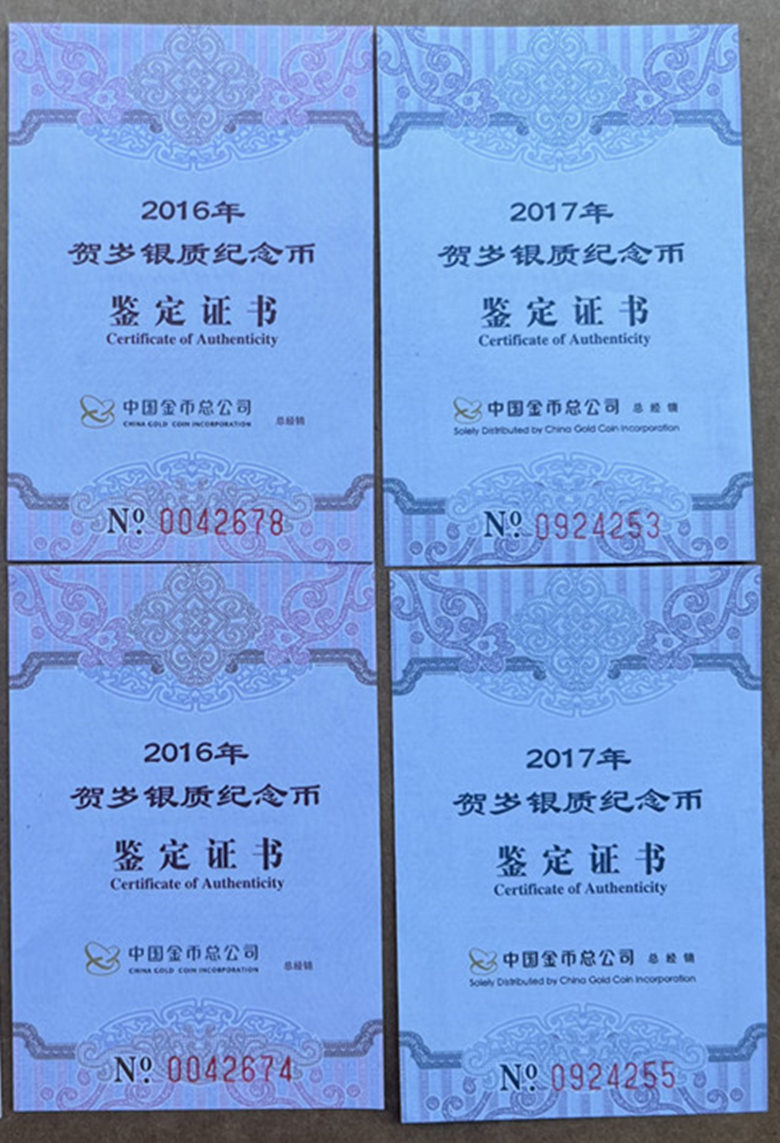 2016年
贺岁银质纪念币
鉴定证书
Certificate of Authenticity
中国金币总公司
CHINA GOLD COIN INCORPORATION 总经销
Nº 0042678
2017年
贺岁银质纪念币
鉴定证书
Certificate of Authenticity
中国金币总公司 总经销
Solely Distributed by China Gold Coin Incorporation
Nº 0924253
2016年
贺岁银质纪念币
鉴定证书
Certificate of Authenticity
中国金币总公司
CHINA GOLD COIN INCORPORATION 总经销
Nº 0042674
2017年
贺岁银质纪念币
鉴定证书
Certificate of Authenticity
中国金币总公司 总经销
Solely Distributed by China Gold Coin Incorporation
Nº 0924255